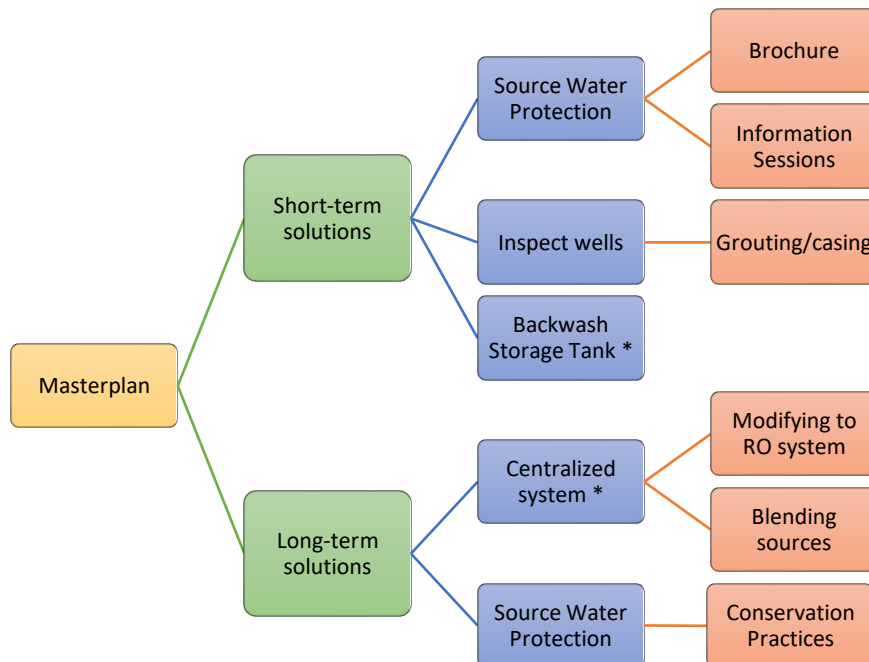 Masterplan
Short-term
solutions
Source Water
Protection
Brochure
Information
Sessions
Inspect wells
Grouting/casing
Backwash
Storage Tank *
Long-term
solutions
Centralized
system *
Modifying to
RO system
Blending
sources
Source Water
Protection
Conservation
Practices